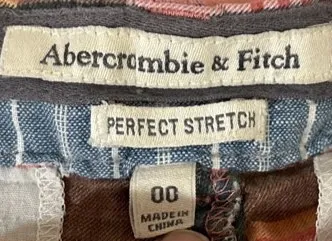 Abercrombie & Fitch
PERFECT STRETCH
00
MADE IN
CHINA